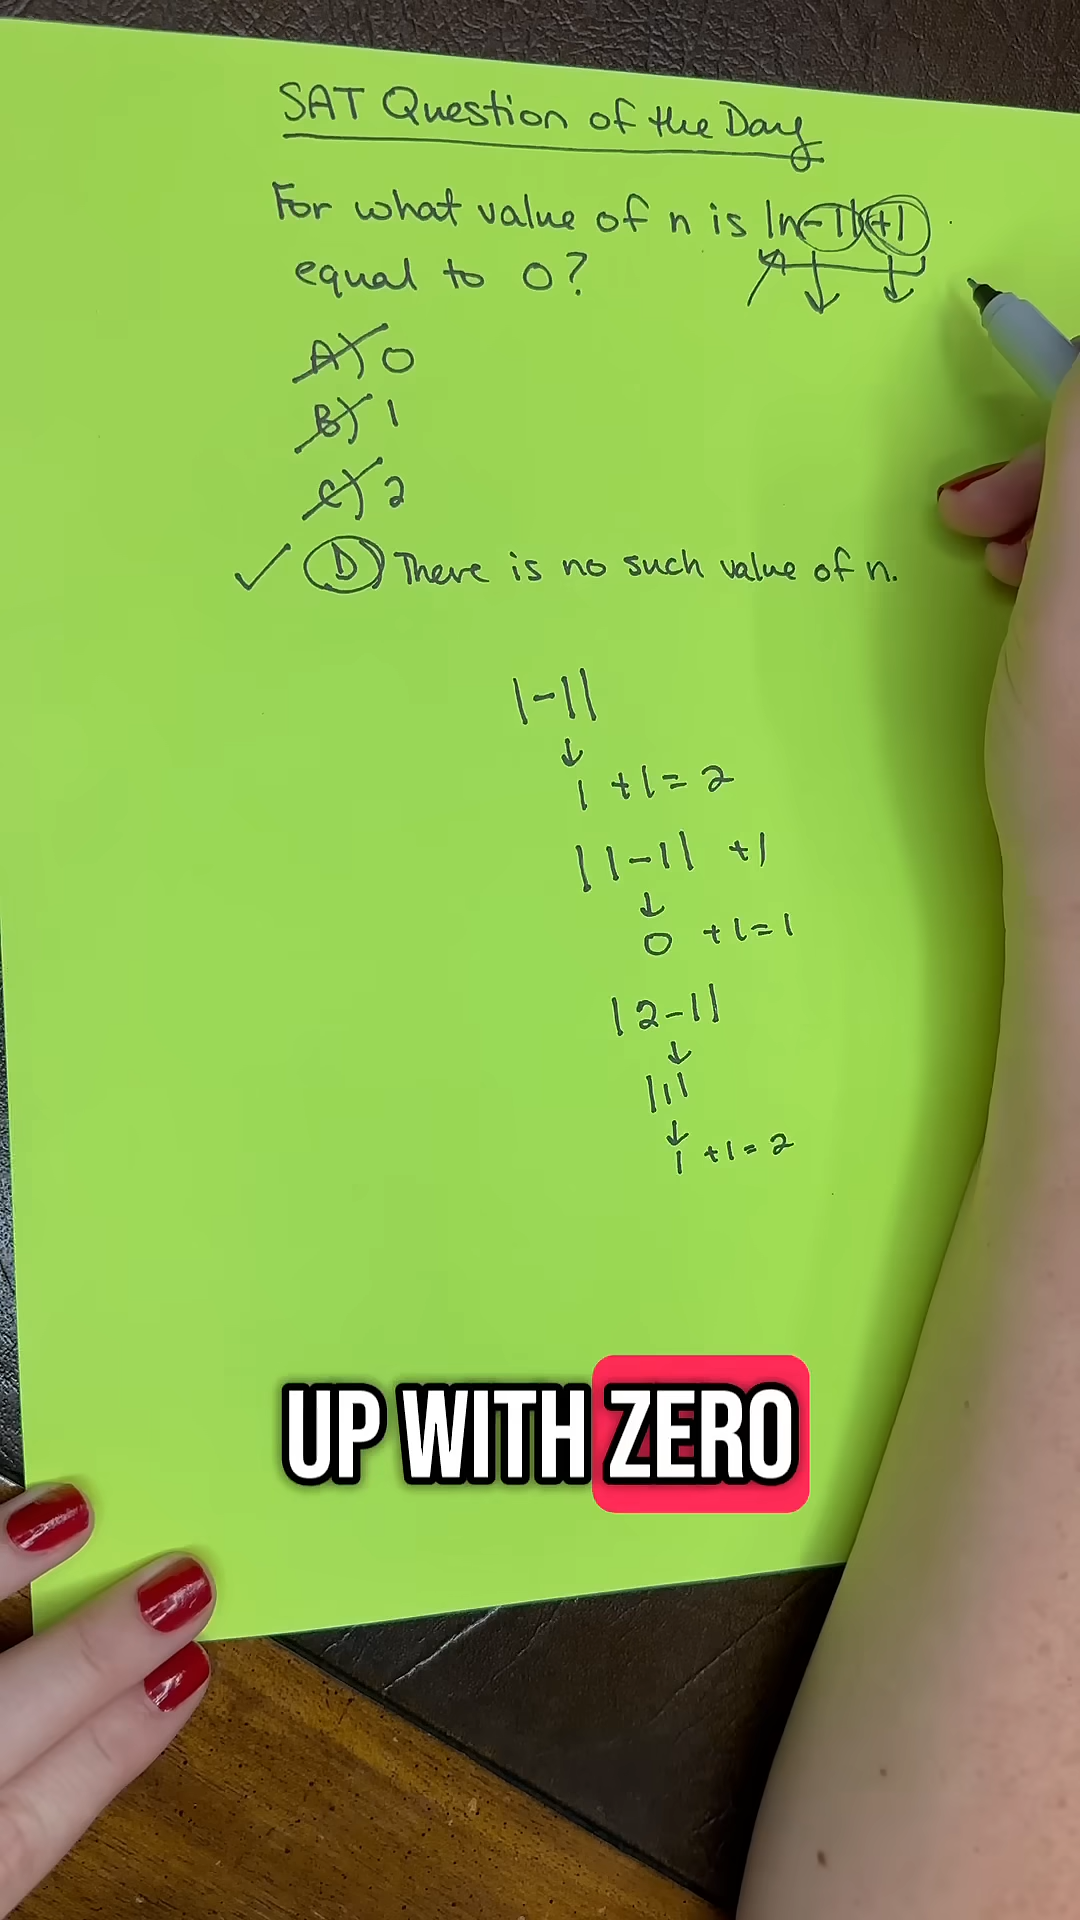 SAT Question of the Day
For what value of n is |n-1|+1
equal to 0?
A) 0
B) 1
C) 2
✓ D) There is no such value of n.
|-1|
↓
1 +1=2
|1-1| +1
↓
0 +1=1
|2-1|
↓
|1|
↓
1 +1=2
UP WITH ZERO